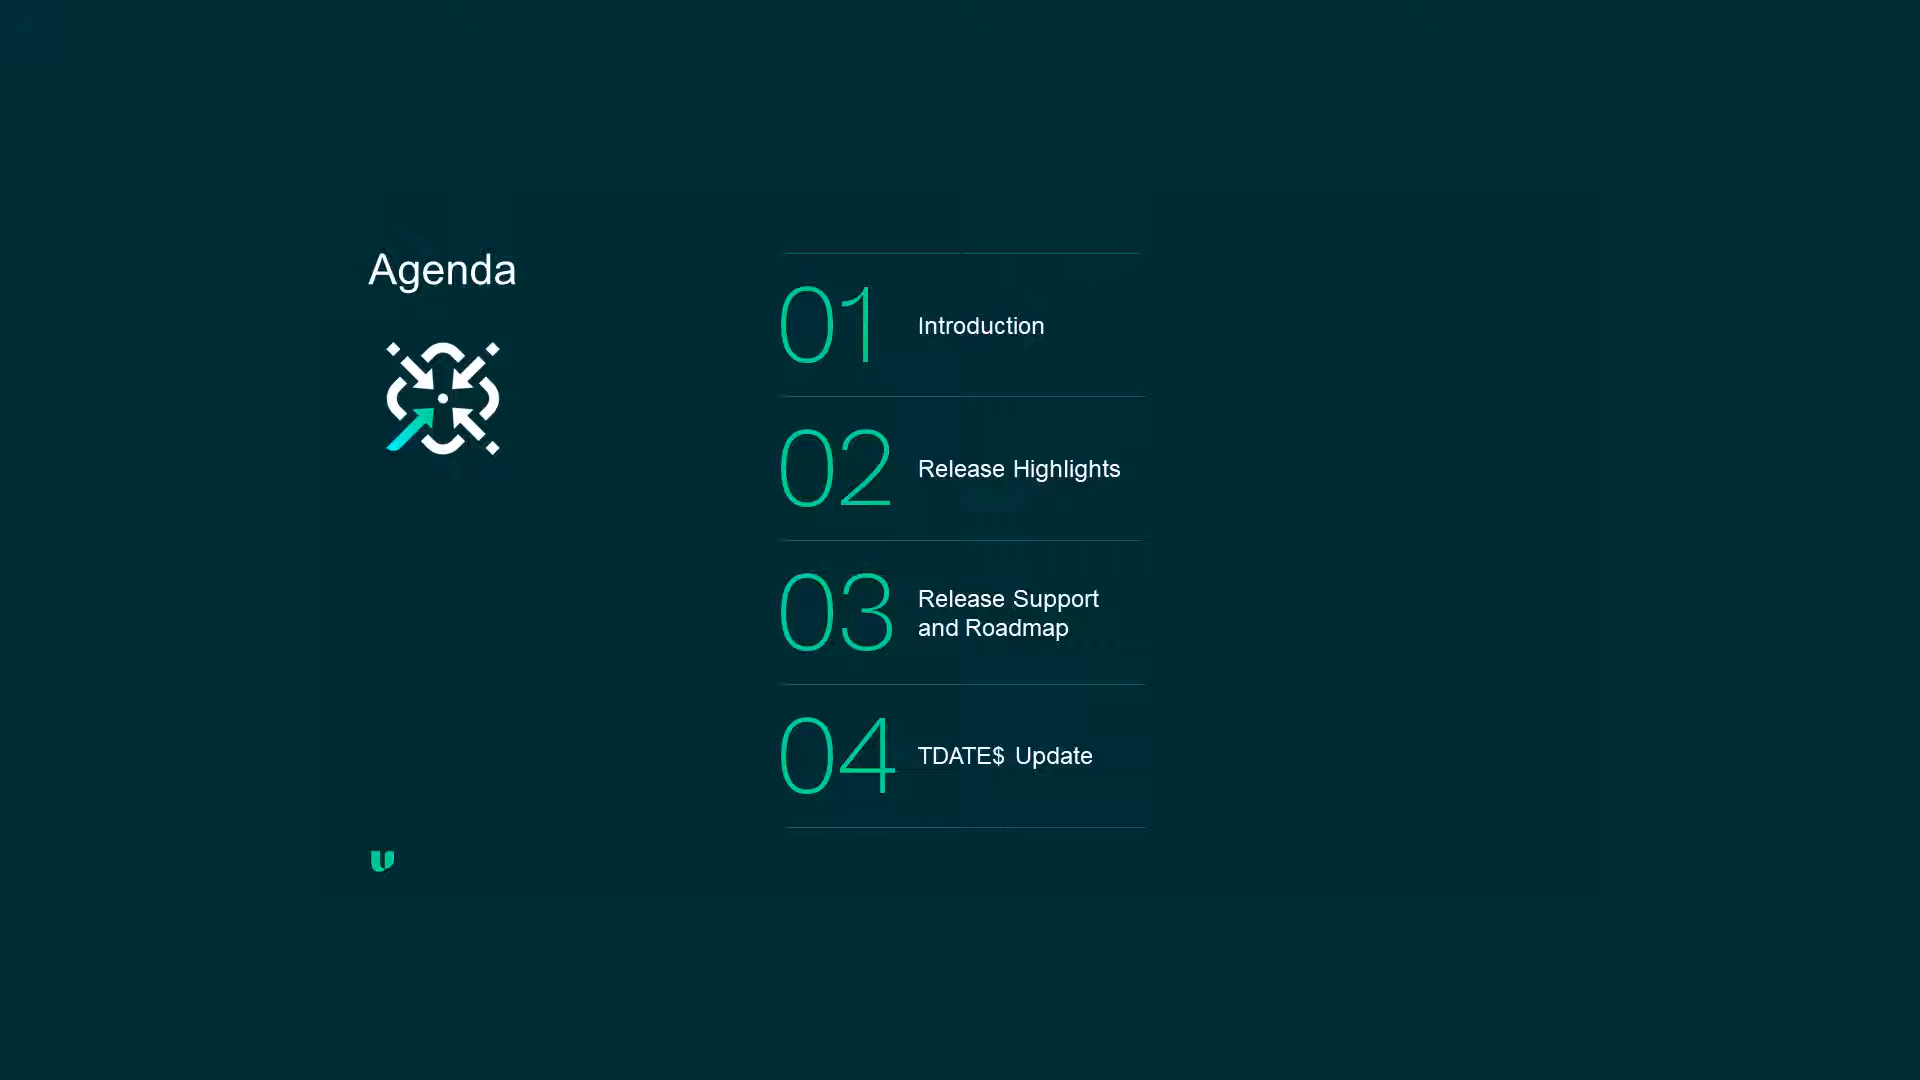 Agenda
01
Introduction
02
Release Highlights
03
Release Support
and Roadmap
04
TDATE$ Update